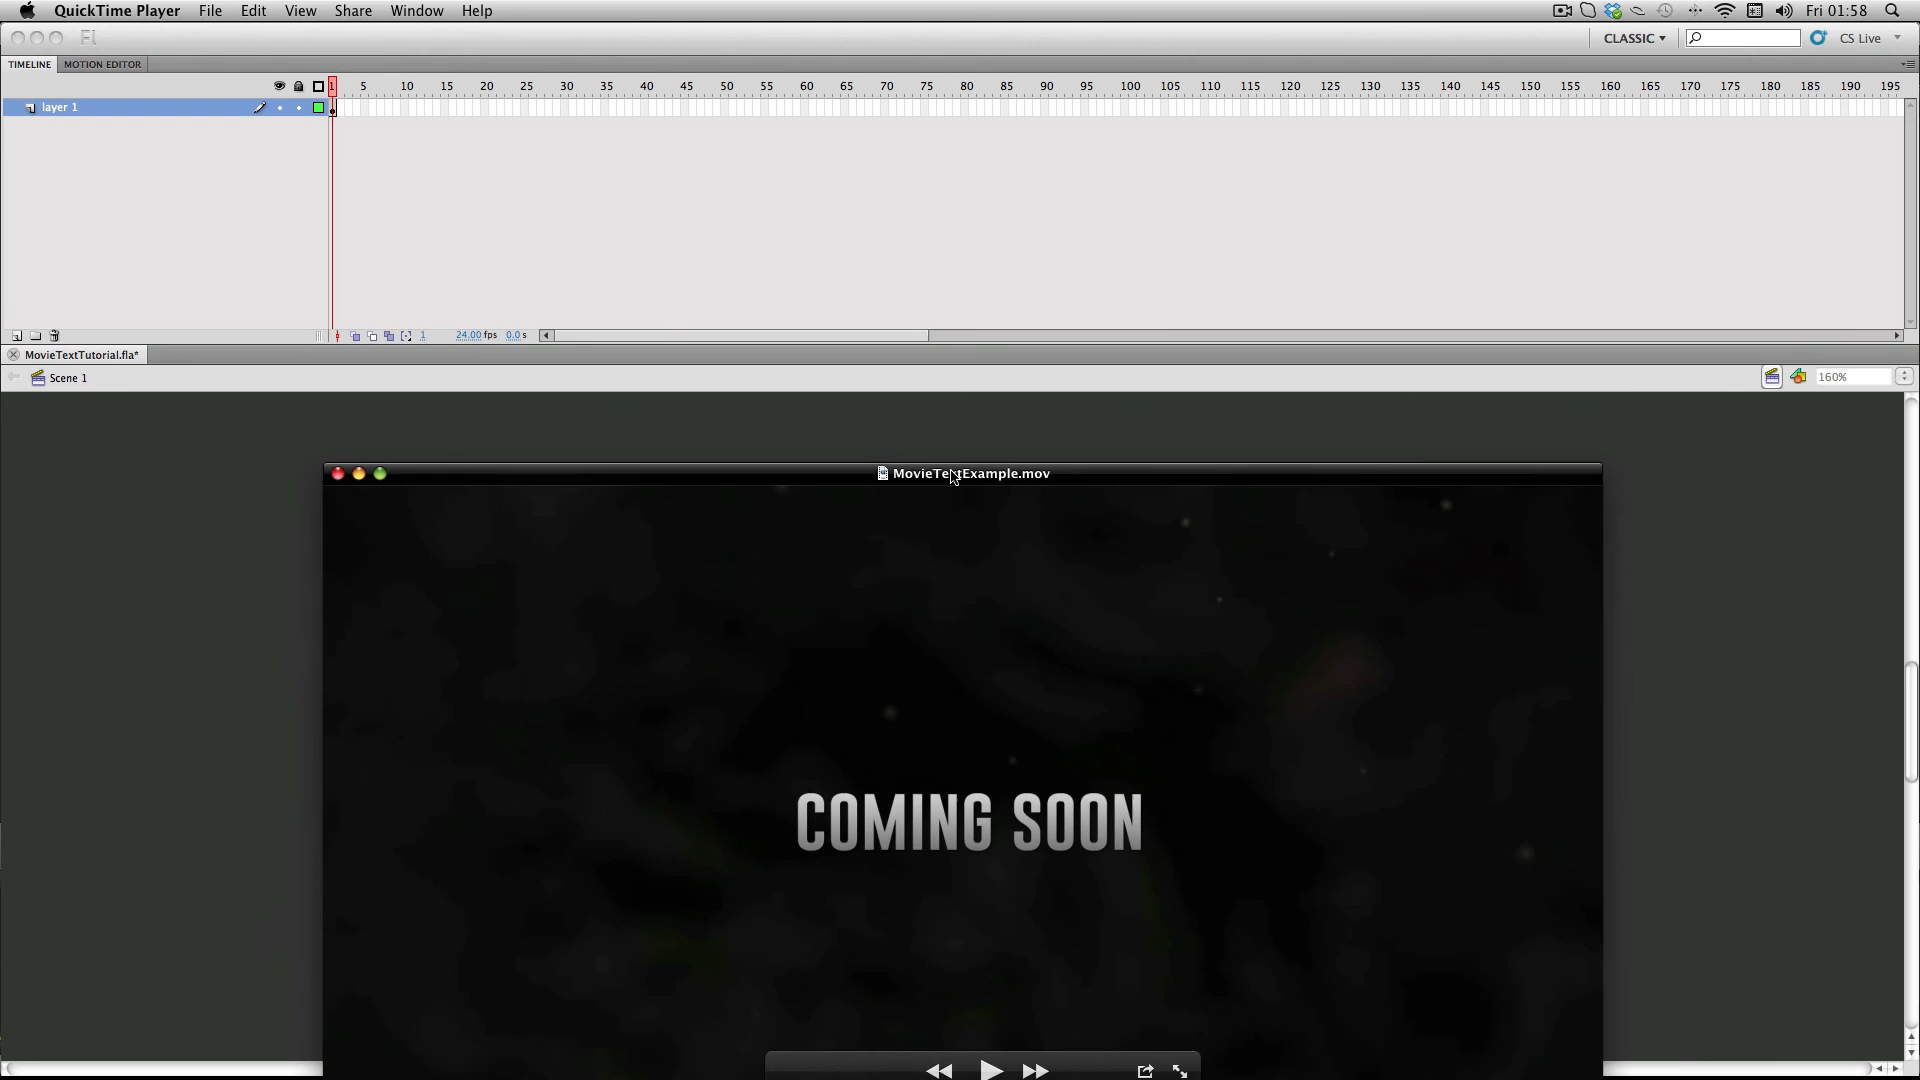 QuickTime Player File Edit View Share Window Help Fri 01:58
Fl CLASSIC CS Live
TIMELINE MOTION EDITOR
1 5 10 15 20 25 30 35 40 45 50 55 60 65 70 75 80 85 90 95 100 105 110 115 120 125 130 135 140 145 150 155 160 165 170 175 180 185 190 195
layer 1
1 24.00 fps 0.0 s
MovieTextTutorial.fla*
Scene 1 160%
MovieTextExample.mov
COMING SOON